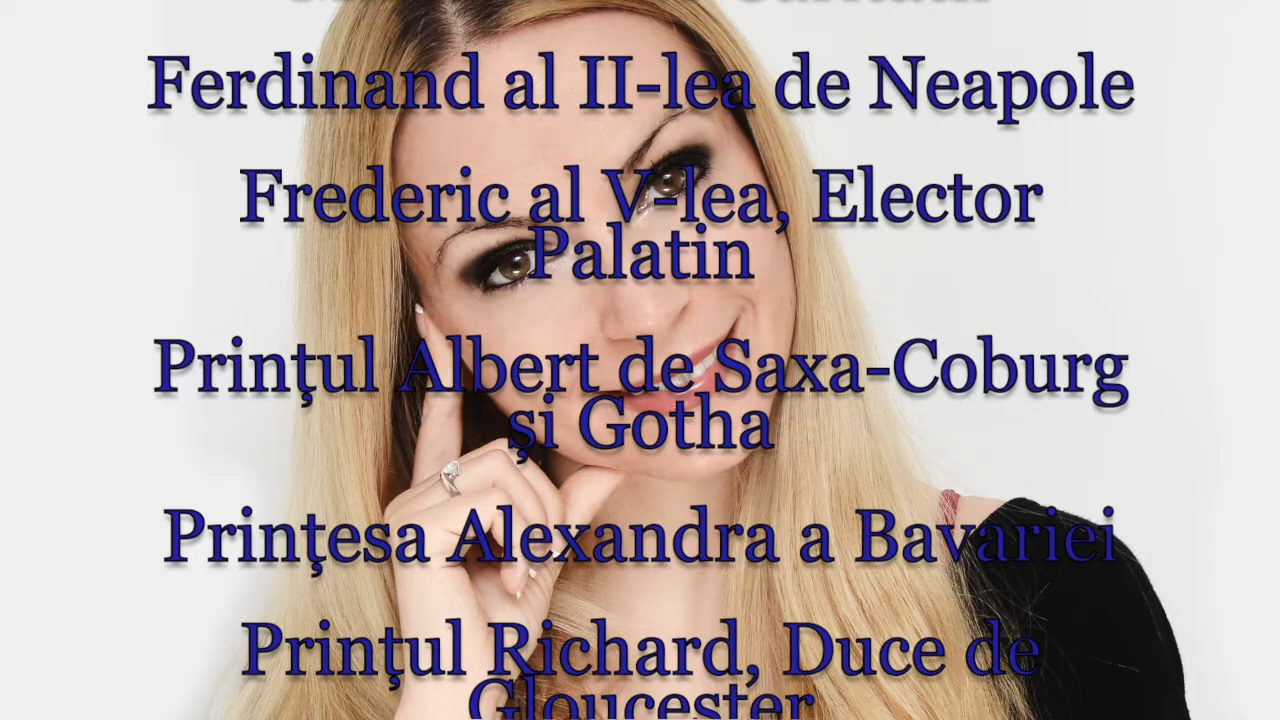 Ferdinand al II-lea de Neapole
Frederic al V-lea, Elector
Palatin
Prințul Albert de Saxa-Coburg
și Gotha
Prințesa Alexandra a Bavariei
Prințul Richard, Duce de
Gloucester